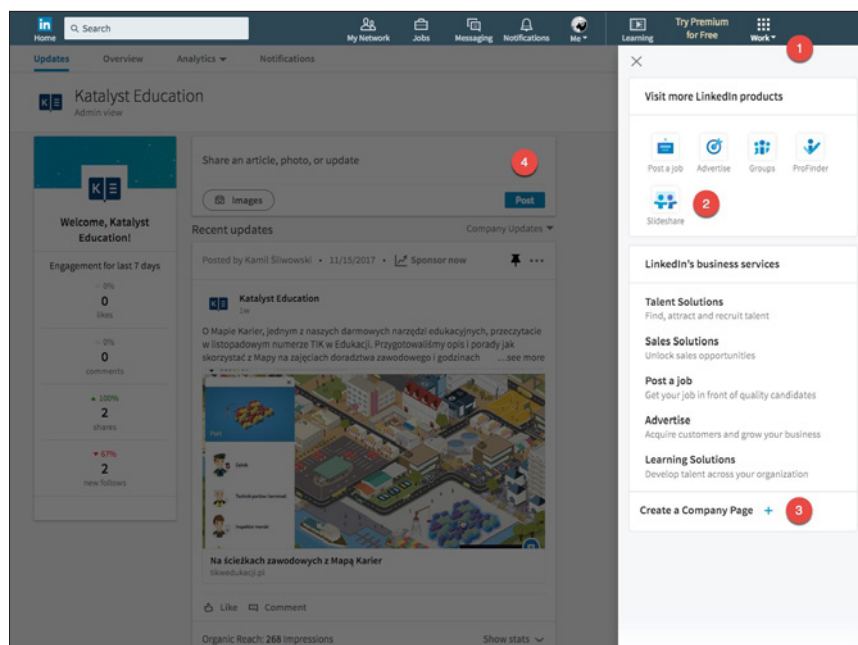 in
Search
Home
My Network
Jobs
Messaging
Notifications
Me
Learning
Try Premium
for Free
Work
1
Updates
Overview
Analytics
Notifications
K
Katalyst Education
Admin view
K
Welcome, Katalyst
Education!
Engagement for last 7 days
0%
0
likes
0%
0
comments
100%
2
shares
67%
2
new follows
Share an article, photo, or update
4
Images
Post
Recent updates
Company Updates
Posted by Kamil Śliwowski • 11/15/2017 • Sponsor now
Katalyst Education
1w
O Mapie Karier, jednym z naszych darmowych narzędzi edukacyjnych, przeczytacie
w listopadowym numerze TIK w Edukacji. Przygotowaliśmy opis i porady jak
skorzystać z Mapy na zajęciach doradztwa zawodowego i godzinach ...see more
Port
Na ścieżkach zawodowych z Mapą Karier
tikwedukacji.pl
Like
Comment
Organic Reach: 268 Impressions
Show stats
Visit more LinkedIn products
Post a job
Advertise
Groups
ProFinder
Slideshare
2
LinkedIn's business services
Talent Solutions
Find, attract and recruit talent
Sales Solutions
Unlock sales opportunities
Post a job
Get your job in front of quality candidates
Advertise
Acquire customers and grow your business
Learning Solutions
Develop talent across your organization
Create a Company Page +
3